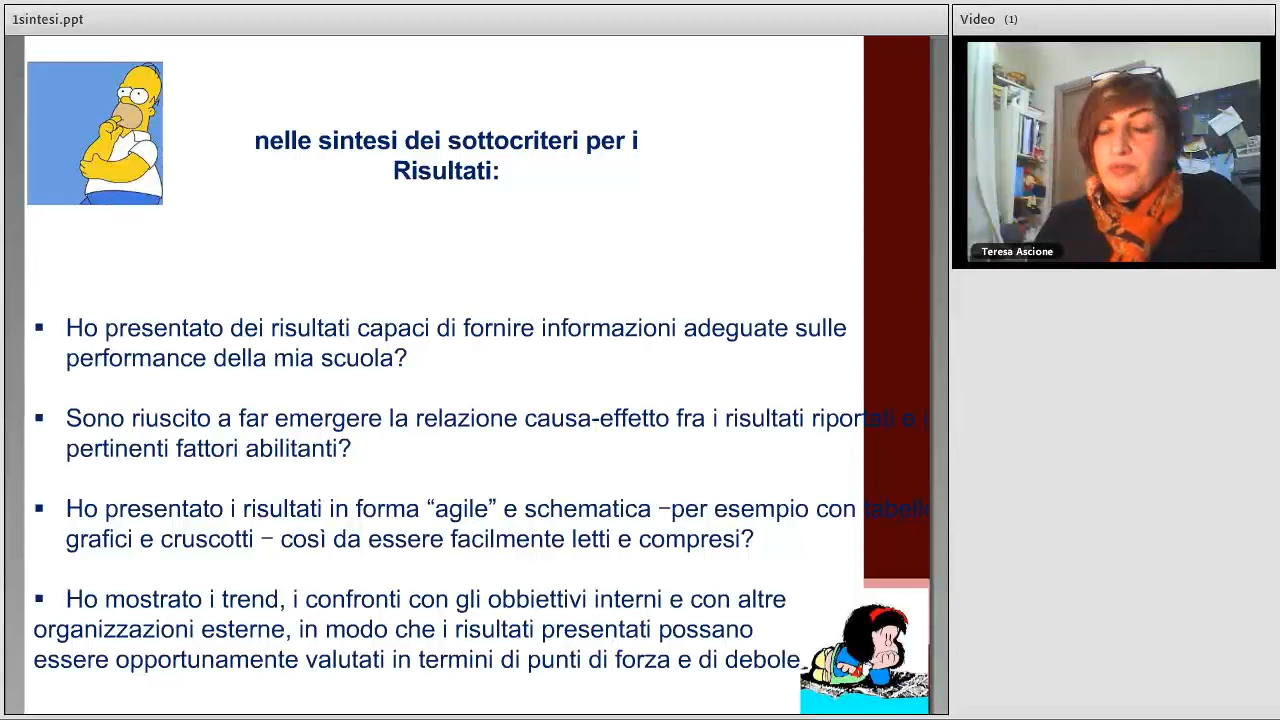 1sintesi.ppt
Video (1)
Teresa Ascione
nelle sintesi dei sottocriteri per i
Risultati:
▪ Ho presentato dei risultati capaci di fornire informazioni adeguate sulle
performance della mia scuola?
▪ Sono riuscito a far emergere la relazione causa-effetto fra i risultati riportati e i
pertinenti fattori abilitanti?
▪ Ho presentato i risultati in forma “agile” e schematica –per esempio con tabelle
grafici e cruscotti – così da essere facilmente letti e compresi?
▪ Ho mostrato i trend, i confronti con gli obbiettivi interni e con altre
organizzazioni esterne, in modo che i risultati presentati possano
essere opportunamente valutati in termini di punti di forza e di debole